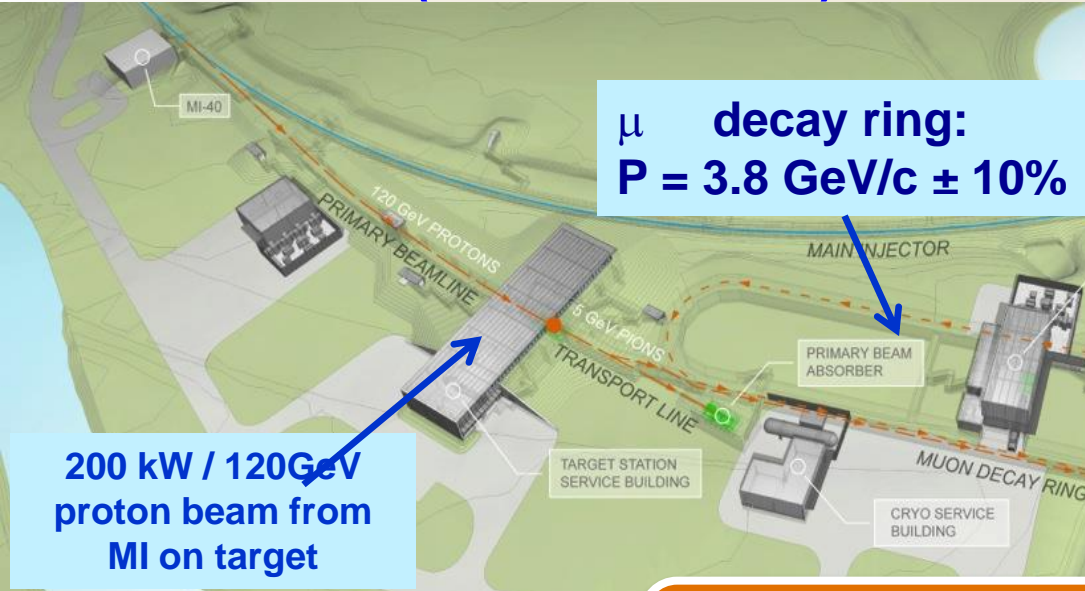 MI-40
μ decay ring:
P = 3.8 GeV/c ± 10%
120 GeV PROTONS
PRIMARY BEAMLINE
MAIN INJECTOR
5 GeV PIONS
TRANSPORT LINE
PRIMARY BEAM
ABSORBER
200 kW / 120GeV
proton beam from
MI on target
TARGET STATION
SERVICE BUILDING
MUON DECAY RING
CRYO SERVICE
BUILDING